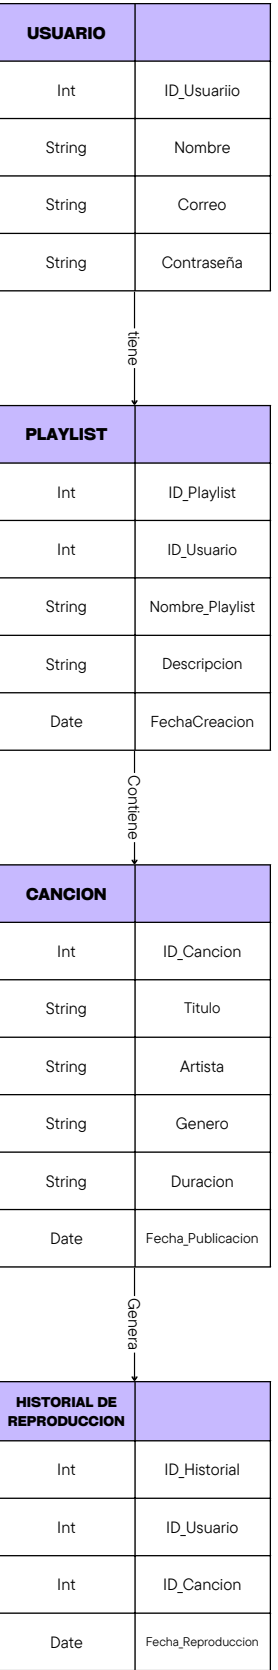 USUARIO
Int ID_Usuariio
String Nombre
String Correo
String Contraseña
tiene
PLAYLIST
Int ID_Playlist
Int ID_Usuario
String Nombre_Playlist
String Descripcion
Date FechaCreacion
Contiene
CANCION
Int ID_Cancion
String Titulo
String Artista
String Genero
String Duracion
Date Fecha_Publicacion
Genera
HISTORIAL DE
REPRODUCCION
Int ID_Historial
Int ID_Usuario
Int ID_Cancion
Date Fecha_Reproduccion